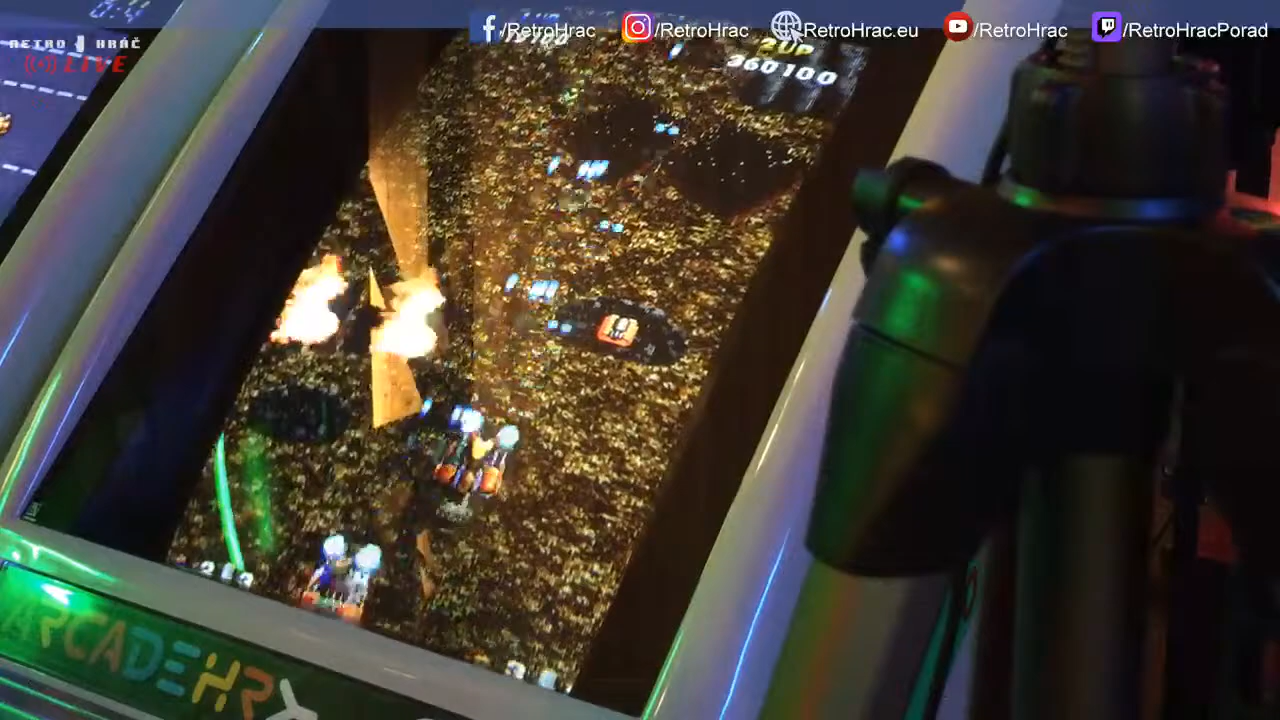 /RetroHrac /RetroHrac RetroHrac.eu /RetroHrac /RetroHracPorad
RETRO HRÁČ
LIVE
2UP
360100
ARCADEHRY